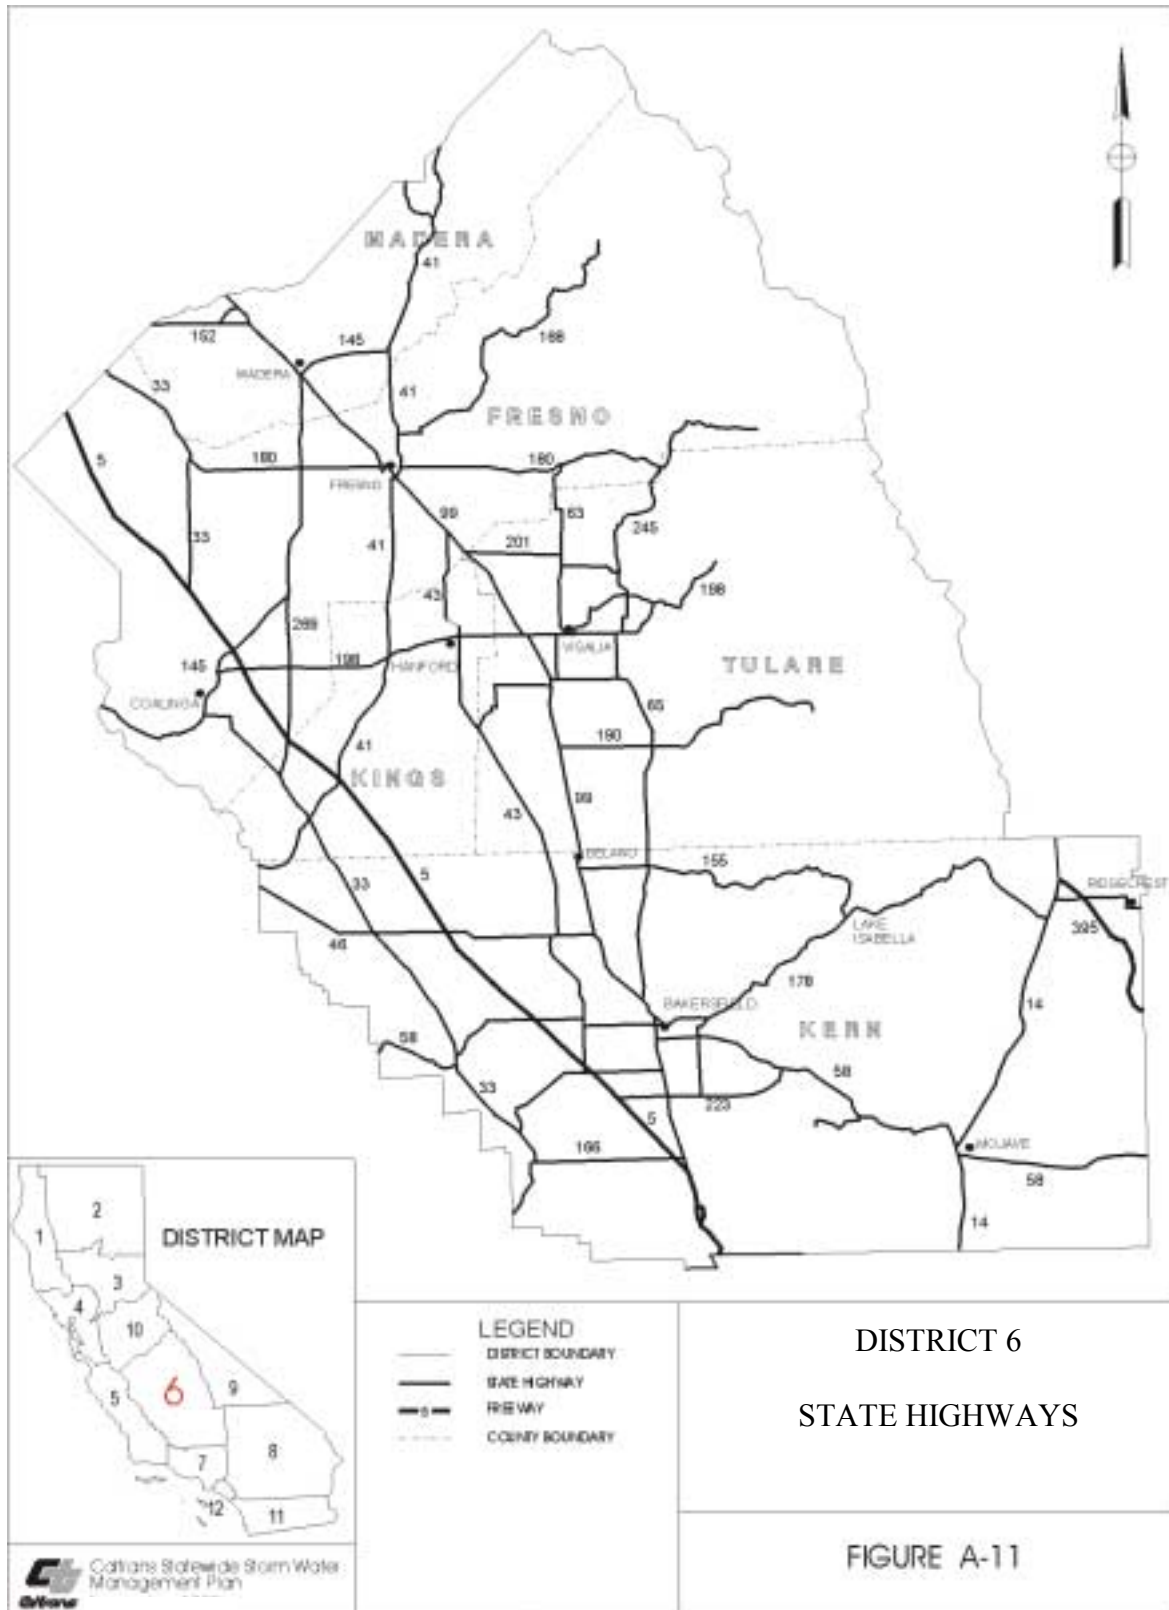 MADERA
41
152
145
168
MADERA
33
41
FRESNO
5
180
180
FRESNO
99
63
245
33
41
201
43
198
269
VISALIA
145
198
HANFORD
TULARE
COALINGA
65
41
190
KINGS
99
43
DELANO
155
RIDGECREST
33
5
LAKE
ISABELLA
395
46
178
BAKERSFIELD
14
KERN
58
58
33
223
5
166
MOJAVE
58
14
DISTRICT MAP
1
2
3
4
10
9
5
6
8
7
12
11
LEGEND
DISTRICT BOUNDARY
STATE HIGHWAY
5
FREEWAY
COUNTY BOUNDARY
DISTRICT 6
STATE HIGHWAYS
FIGURE A-11
Caltrans Statewide Storm Water
Management Plan
Caltrans